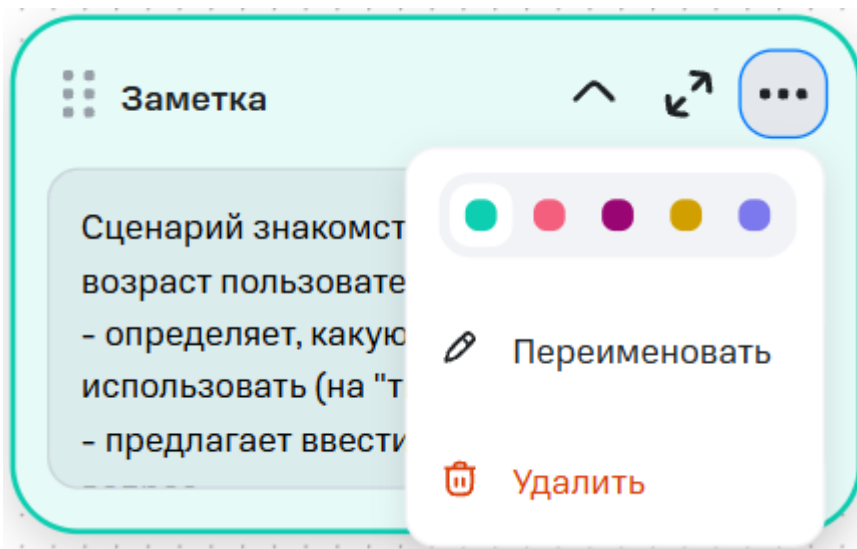 Заметка
Сценарий знакомст
возраст пользовате
- определяет, какую
использовать (на "т
- предлагает ввести
Переименовать
Удалить